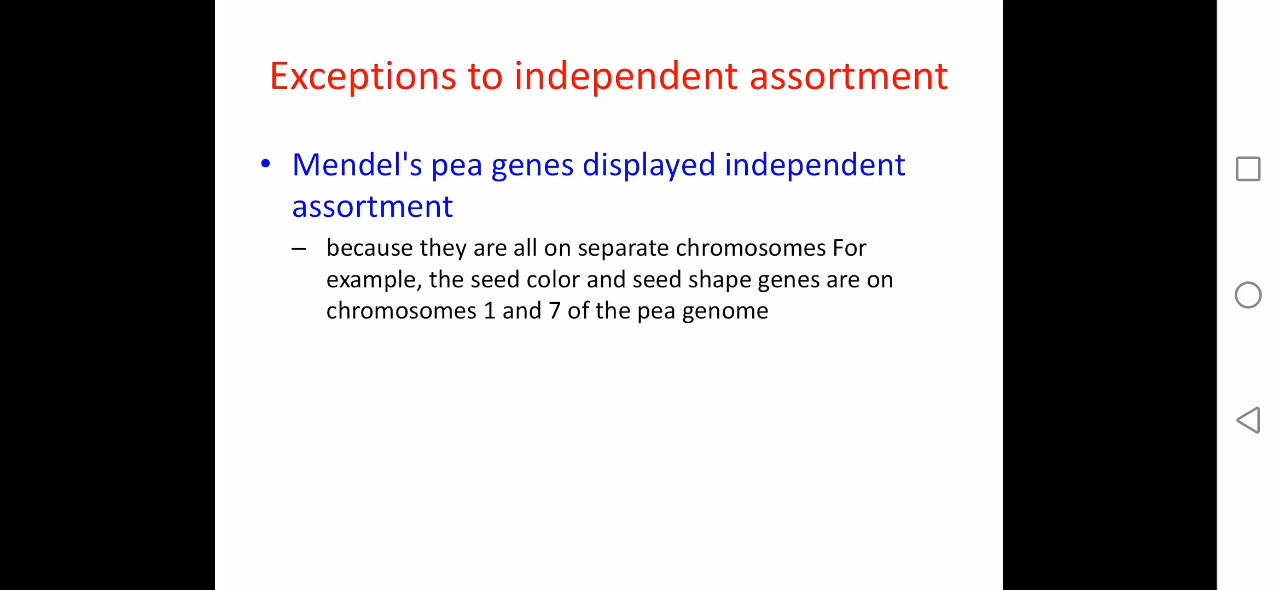 Exceptions to independent assortment
• Mendel's pea genes displayed independent
assortment
– because they are all on separate chromosomes For
example, the seed color and seed shape genes are on
chromosomes 1 and 7 of the pea genome